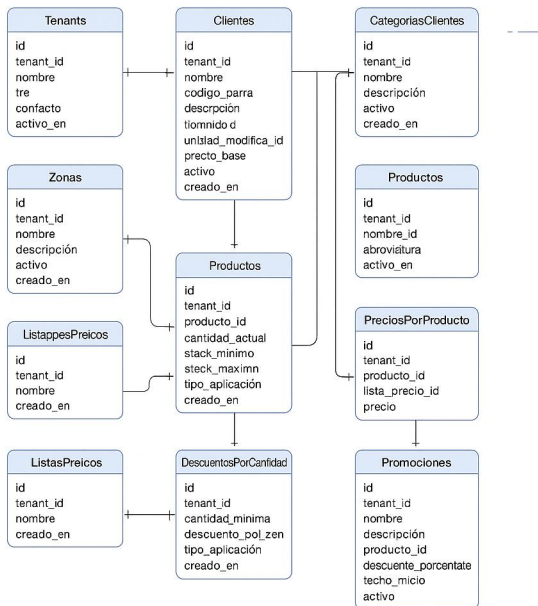 Tenants
id
tenant_id
nombre
tre
confacto
activo_en
Clientes
id
tenant_id
nombre
codigo_parra
descrpción
tiomnido d
uni3lad_modifica_id
precto_base
activo
creado_en
CategoriasClientes
id
tenant_id
nombre
descripción
activo
creado_en
Zonas
id
tenant_id
nombre
descripción
activo
creado_en
Productos
id
tenant_id
nombre_id
abroviatura
activo_en
Productos
id
tenant_id
producto_id
cantidad_actual
stack_minimo
steck_maximn
tipo_aplicación
creado_en
ListappesPreicos
id
tenant_id
nombre
creado_en
PreciosPorProducto
id
tenant_id
producto_id
lista_precio_id
precio
ListasPreicos
id
tenant_id
nombre
creado_en
DescuentosPorCanfidad
id
tenant_id
cantidad_minima
descuento_pol_zen
tipo_aplicación
creado_en
Promociones
id
tenant_id
nombre
descripción
producto_id
descuente_porcentate
techo_micio
activo